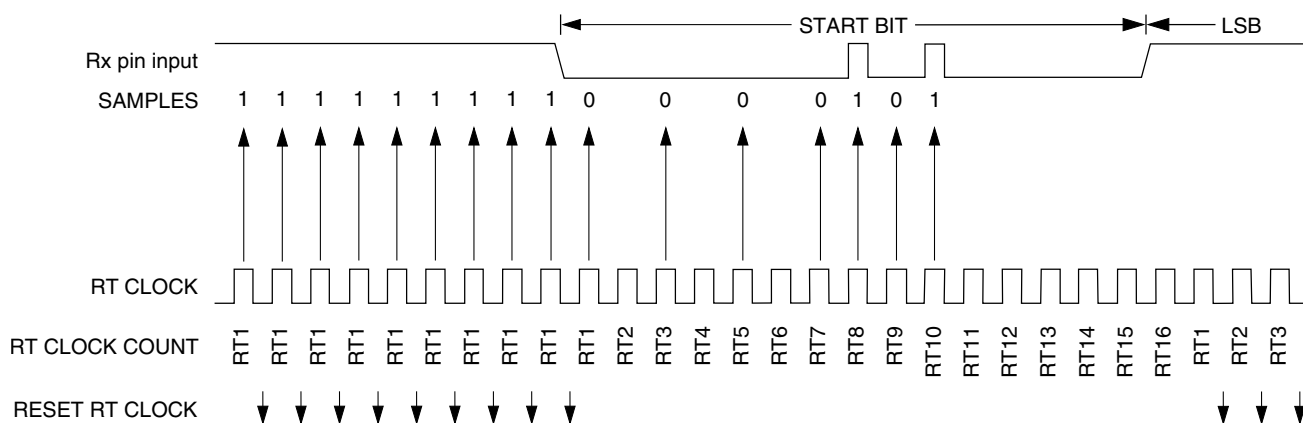 START BIT LSB
Rx pin input
SAMPLES 1 1 1 1 1 1 1 1 1 0 0 0 0 1 0 1
RT CLOCK
RT CLOCK COUNT RT1 RT1 RT1 RT1 RT1 RT1 RT1 RT1 RT1 RT1 RT2 RT3 RT4 RT5 RT6 RT7 RT8 RT9 RT10 RT11 RT12 RT13 RT14 RT15 RT16 RT1 RT2 RT3
RESET RT CLOCK